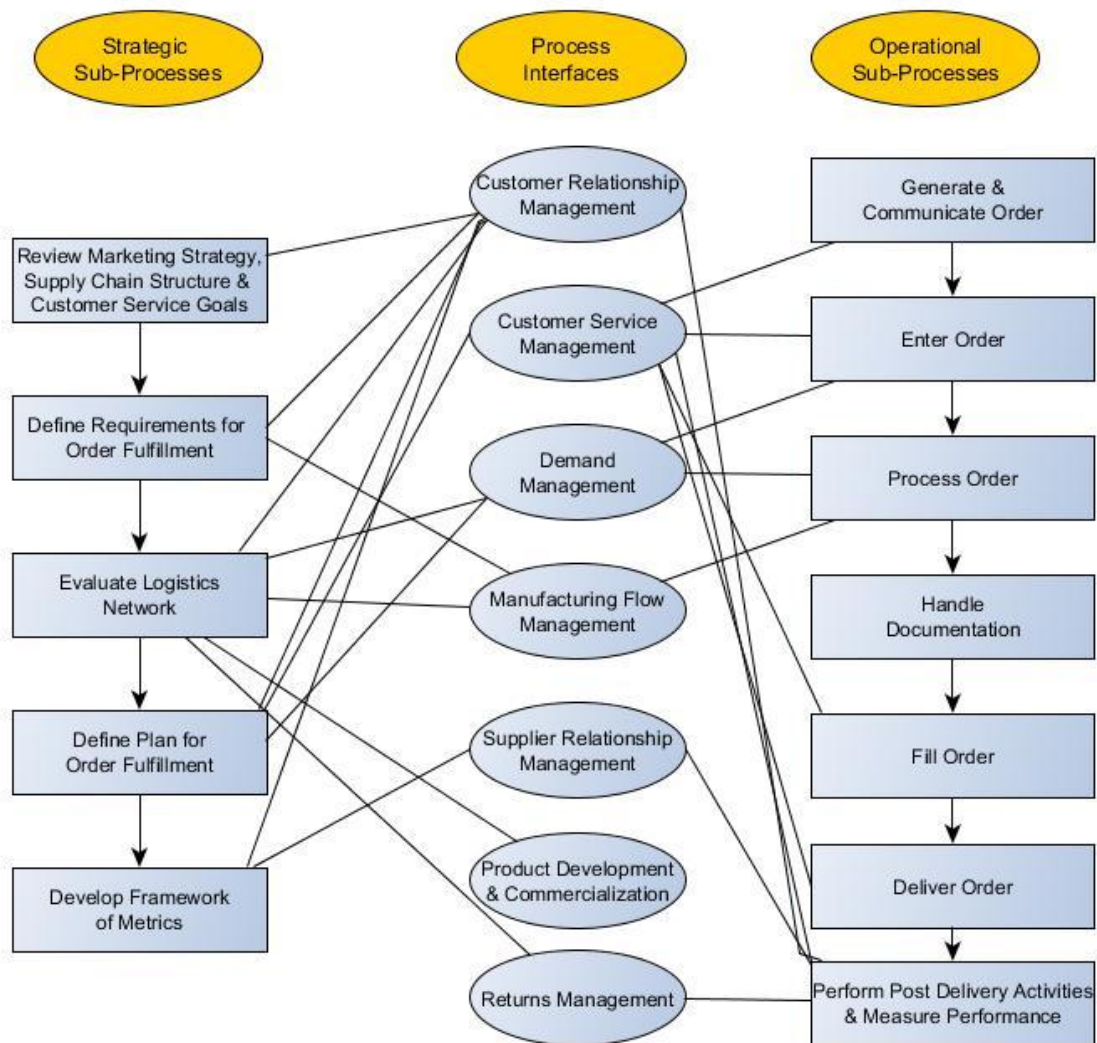 Strategic
Sub-Processes
Process
Interfaces
Operational
Sub-Processes
Review Marketing Strategy,
Supply Chain Structure &
Customer Service Goals
Define Requirements for
Order Fulfillment
Evaluate Logistics
Network
Define Plan for
Order Fulfillment
Develop Framework
of Metrics
Customer Relationship
Management
Customer Service
Management
Demand
Management
Manufacturing Flow
Management
Supplier Relationship
Management
Product Development
& Commercialization
Returns Management
Generate &
Communicate Order
Enter Order
Process Order
Handle
Documentation
Fill Order
Deliver Order
Perform Post Delivery Activities
& Measure Performance